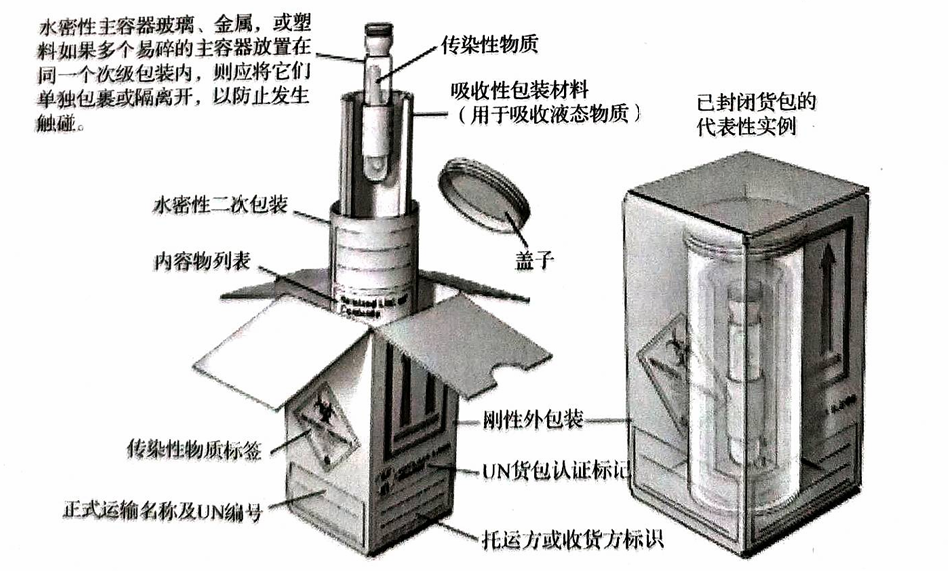 水密性主容器玻璃、金属，或塑
料如果多个易碎的主容器放置在
同一个次级包装内，则应将它们
单独包裹或隔离开，以防止发生
触碰。
传染性物质
吸收性包装材料
（用于吸收液态物质）
已封闭货包的
代表性实例
水密性二次包装
盖子
内容物列表
Itemized List of
Contents
刚性外包装
传染性物质标签
UN货包认证标记
正式运输名称及UN编号
托运方或收货方标识